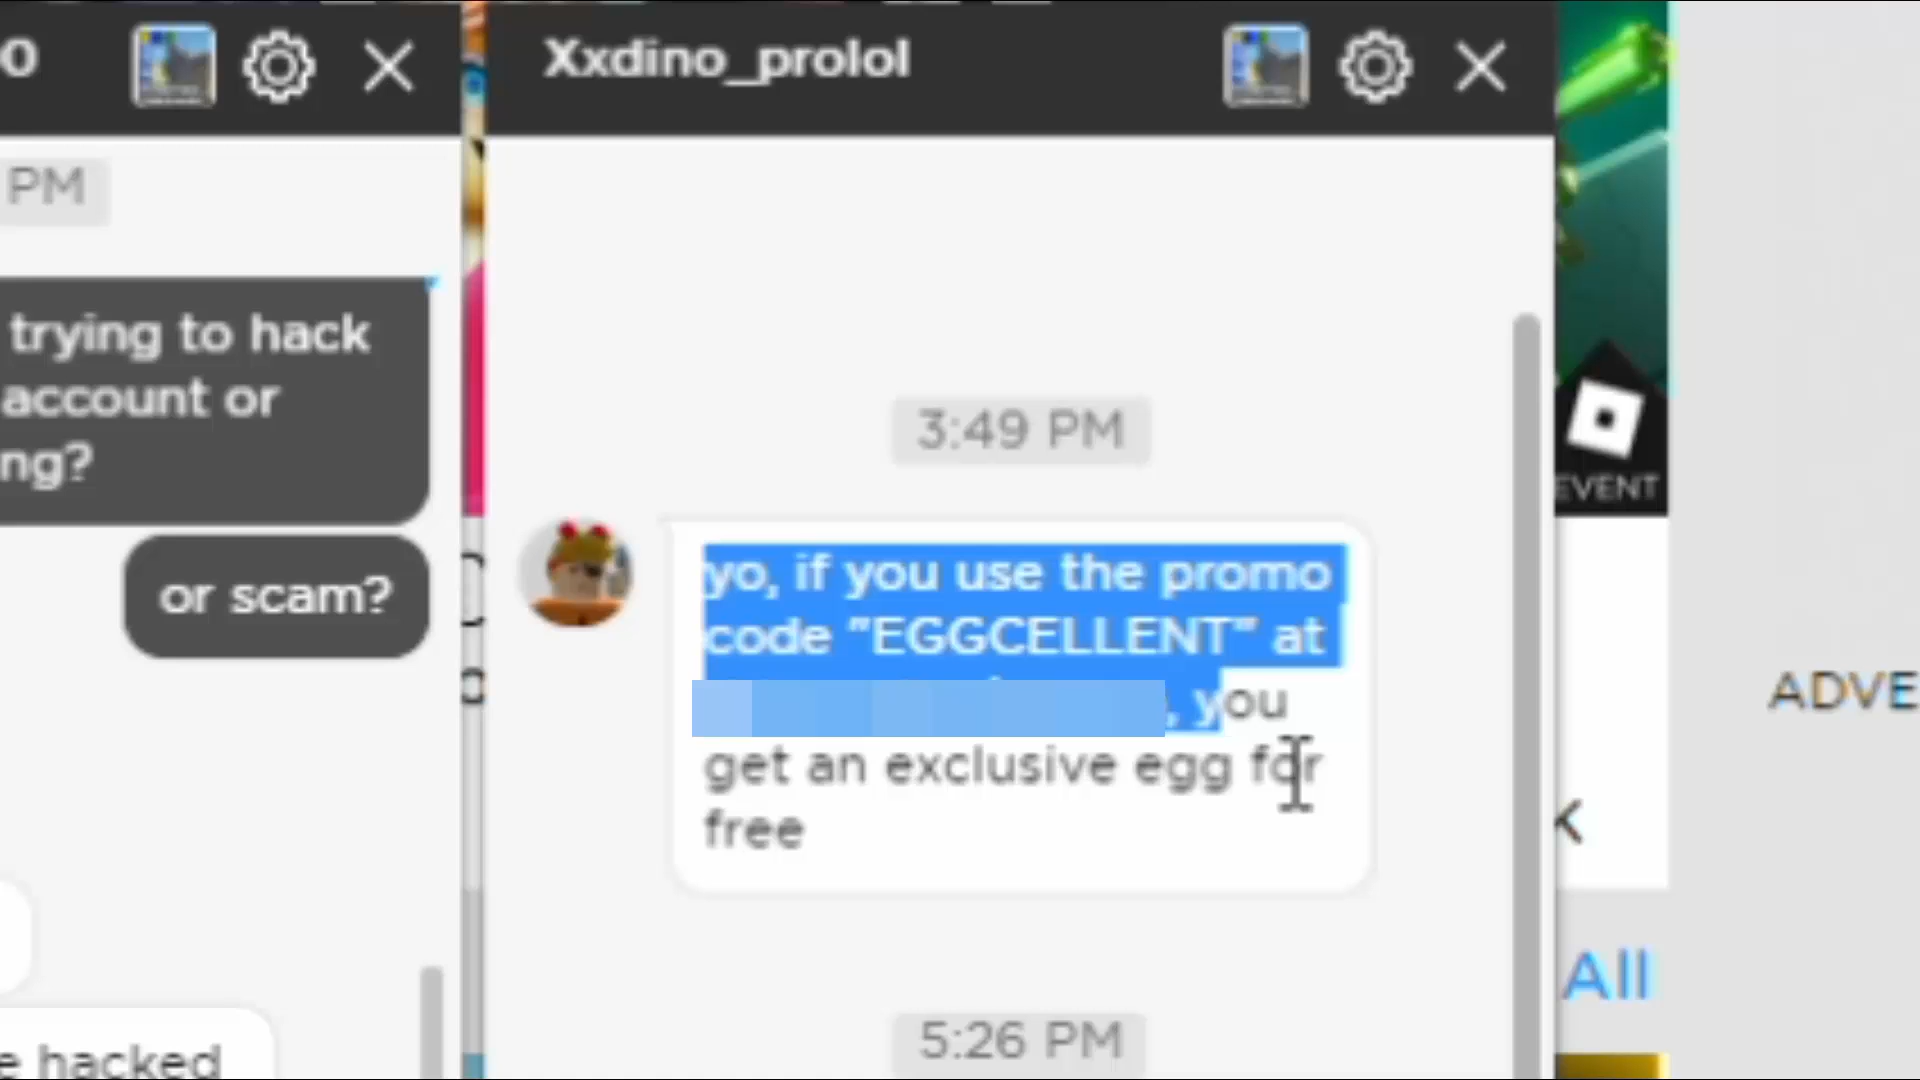 O
PM
trying to hack
account or
ng?
or scam?
e hacked
Xxdino_prolol
3:49 PM
yo, if you use the promo
code "EGGCELLENT" at
, you
get an exclusive egg for
free
5:26 PM
EVENT
ADVE
All